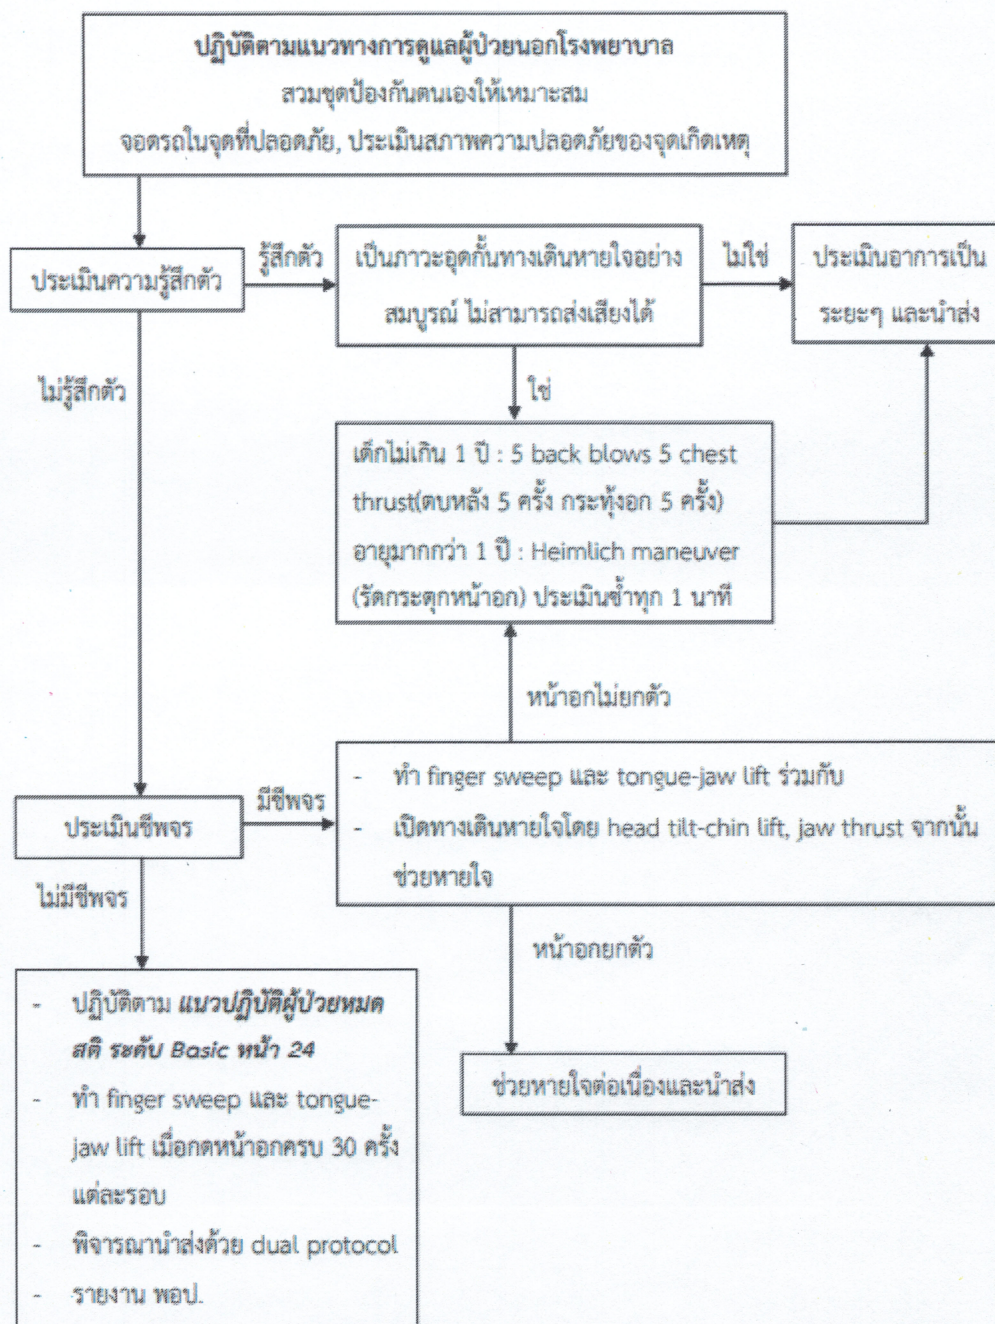 ปฏิบัติตามแนวทางการดูแลผู้ป่วยนอกโรงพยาบาล
สวมชุดป้องกันตนเองให้เหมาะสม
จอดรถในจุดที่ปลอดภัย, ประเมินสภาพความปลอดภัยของจุดเกิดเหตุ
ประเมินความรู้สึกตัว
รู้สึกตัว
เป็นภาวะอุดกั้นทางเดินหายใจอย่าง
สมบูรณ์ ไม่สามารถส่งเสียงได้
ไม่ใช่
ประเมินอาการเป็น
ระยะๆ และนำส่ง
ไม่รู้สึกตัว
ใช่
เด็กไม่เกิน 1 ปี : 5 back blows 5 chest
thrust(ตบหลัง 5 ครั้ง กระทุ้งอก 5 ครั้ง)
อายุมากกว่า 1 ปี : Heimlich maneuver
(รัดกระตุกหน้าอก) ประเมินซ้ำทุก 1 นาที
หน้าอกไม่ยกตัว
ประเมินชีพจร
มีชีพจร
- ทำ finger sweep และ tongue-jaw lift ร่วมกับ
- เปิดทางเดินหายใจโดย head tilt-chin lift, jaw thrust จากนั้น
ช่วยหายใจ
ไม่มีชีพจร
หน้าอกยกตัว
- ปฏิบัติตาม แนวปฏิบัติผู้ป่วยหมด
สติ ระดับ Basic หน้า 24
- ทำ finger sweep และ tongue-
jaw lift เมื่อกดหน้าอกครบ 30 ครั้ง
แต่ละรอบ
- พิจารณานำส่งด้วย dual protocol
- รายงาน พอป.
ช่วยหายใจต่อเนื่องและนำส่ง